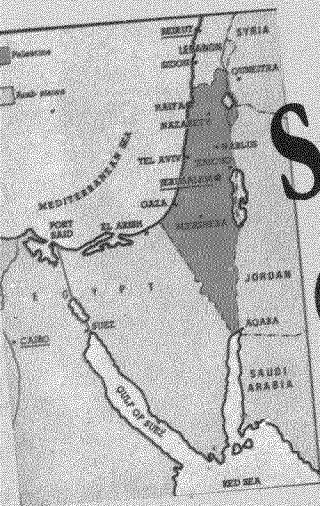 BEIRUT
SYRIA
LEBANON
Palestine
SIDON
QUNEITRA
Arab states
HAIFA
NAZARETH
MEDITERRANEAN SEA
NABLUS
TEL AVIV
JERICHO
JERUSALEM
GAZA
PORT
SAID
EL ARISH
BEERSHEBA
JORDAN
EGYPT
SUEZ
AQABA
CAIRO
SAUDI
ARABIA
GULF OF SUEZ
RED SEA
S